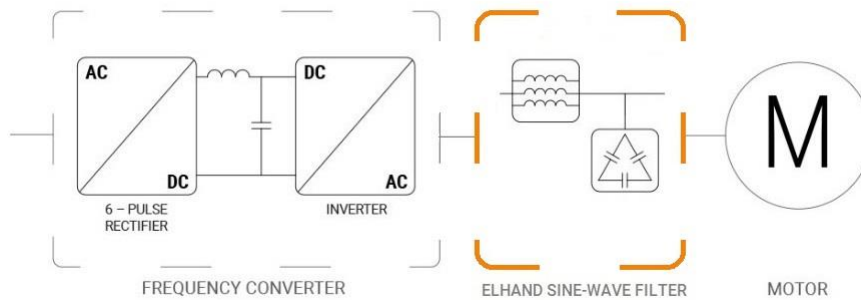 AC
DC
6 – PULSE
RECTIFIER
DC
AC
INVERTER
FREQUENCY CONVERTER
ELHAND SINE-WAVE FILTER
M
MOTOR